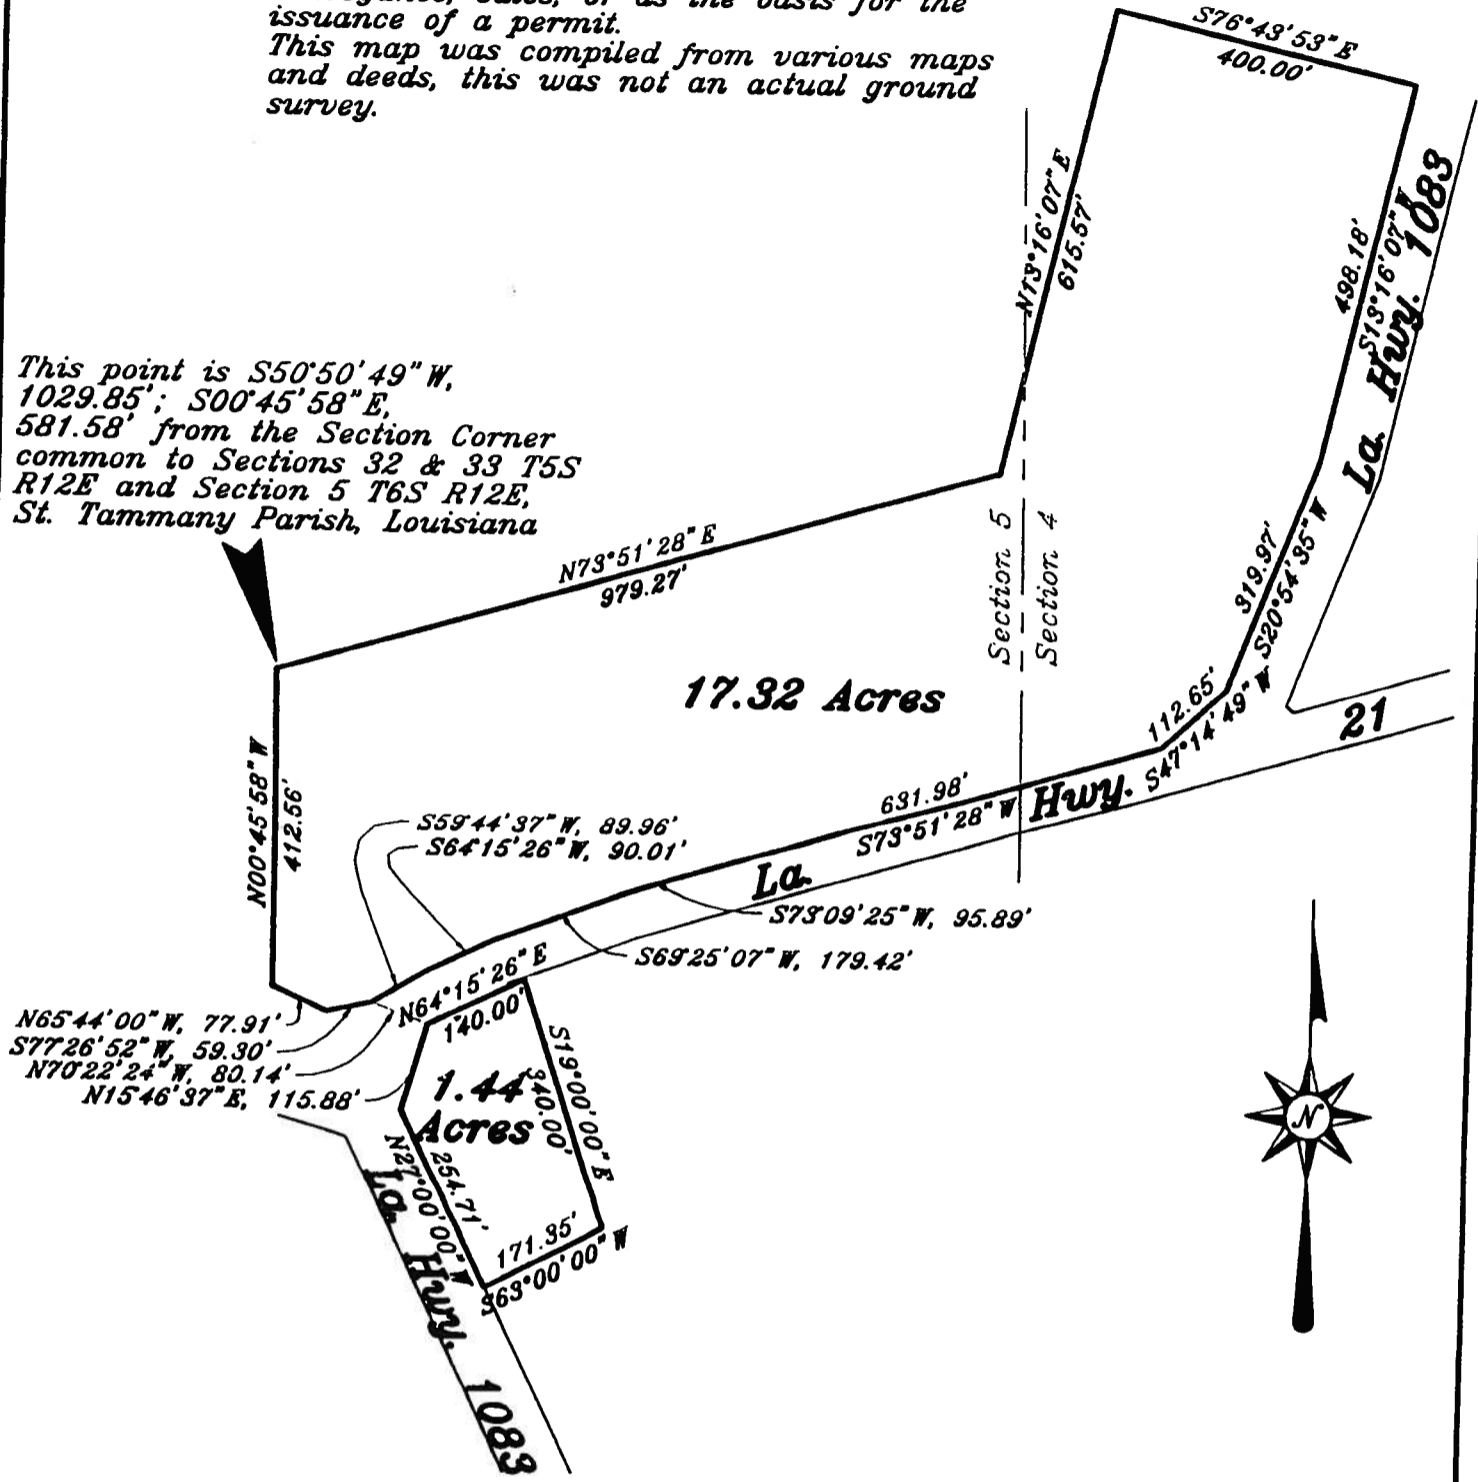 issuance of a permit.
This map was compiled from various maps
and deeds, this was not an actual ground
survey.
S76°43'53"E
400.00'
N13°16'07"E
615.57'
498.18'
S13°16'07"W
La. Hwy. 1083
This point is S50°50'49"W,
1029.85'; S00°45'58"E,
581.58' from the Section Corner
common to Sections 32 & 33 T5S
R12E and Section 5 T6S R12E,
St. Tammany Parish, Louisiana
N73°51'28"E
979.27'
Section 5
Section 4
319.97'
S20°54'35"W
17.32 Acres
112.65'
S47°14'49"W
21
N00°45'58"W
412.56'
631.98'
S73°51'28"W
La. Hwy.
S59°44'37"W, 89.96'
S64°15'26"W, 90.01'
S73°09'25"W, 95.89'
S69°25'07"W, 179.42'
N64°15'26"E
140.00'
N65°44'00"W, 77.91'
S77°26'52"W, 59.30'
N70°22'24"W, 80.14'
N15°46'37"E, 115.88'
1.44
Acres
S19°00'00"E
340.00'
N27°00'00"W
254.71'
171.35'
S63°00'00"W
La. Hwy. 1083
N